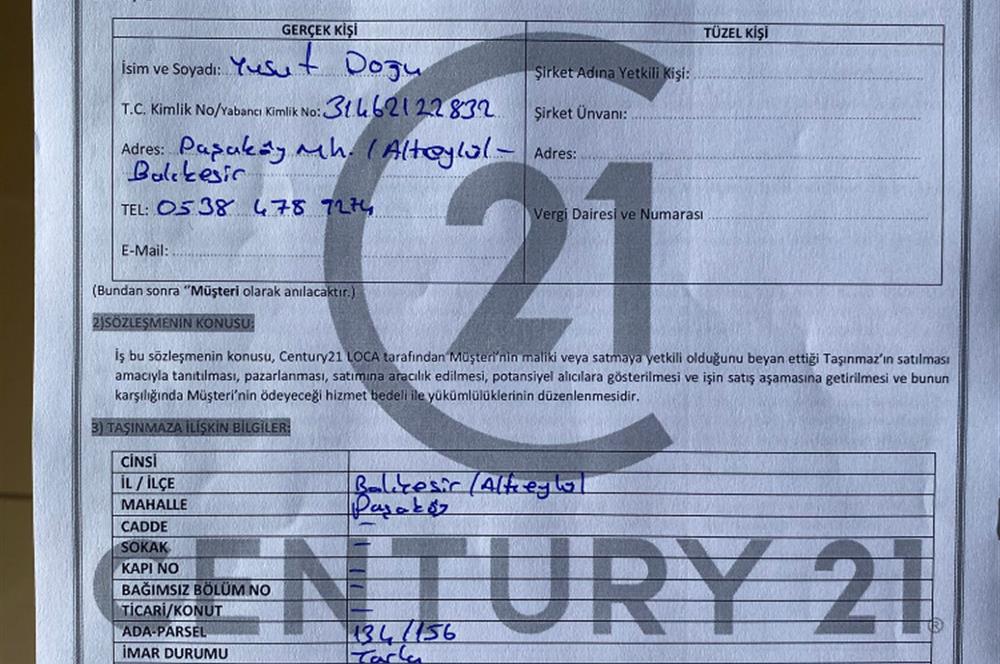 GERÇEK KİŞİ
TÜZEL KİŞİ
İsim ve Soyadı: Yusuf Doğu
Şirket Adına Yetkili Kişi:
T.C. Kimlik No/Yabancı Kimlik No: 31462122832
Şirket Ünvanı:
Adres: Paşaköy Mh. / Altıeylül -
Balıkesir
Adres:
TEL: 0538 478 7274
Vergi Dairesi ve Numarası
E-Mail:
(Bundan sonra "Müşteri olarak anılacaktır.)
2)SÖZLEŞMENİN KONUSU:
İş bu sözleşmenin konusu, Century21 LOCA tarafından Müşteri'nin maliki veya satmaya yetkili olduğunu beyan ettiği Taşınmaz'ın satılması
amacıyla tanıtılması, pazarlanması, satımına aracılık edilmesi, potansiyel alıcılara gösterilmesi ve işin satış aşamasına getirilmesi ve bunun
karşılığında Müşteri'nin ödeyeceği hizmet bedeli ile yükümlülüklerinin düzenlenmesidir.
3) TAŞINMAZA İLİŞKİN BİLGİLER:
CİNSİ
İL / İLÇE Balıkesir / Altıeylül
MAHALLE Paşaköy
CADDE –
SOKAK –
KAPI NO –
BAĞIMSIZ BÖLÜM NO –
TİCARİ/KONUT –
ADA-PARSEL 134/156
İMAR DURUMU Tarla
21
CENTURY 21®